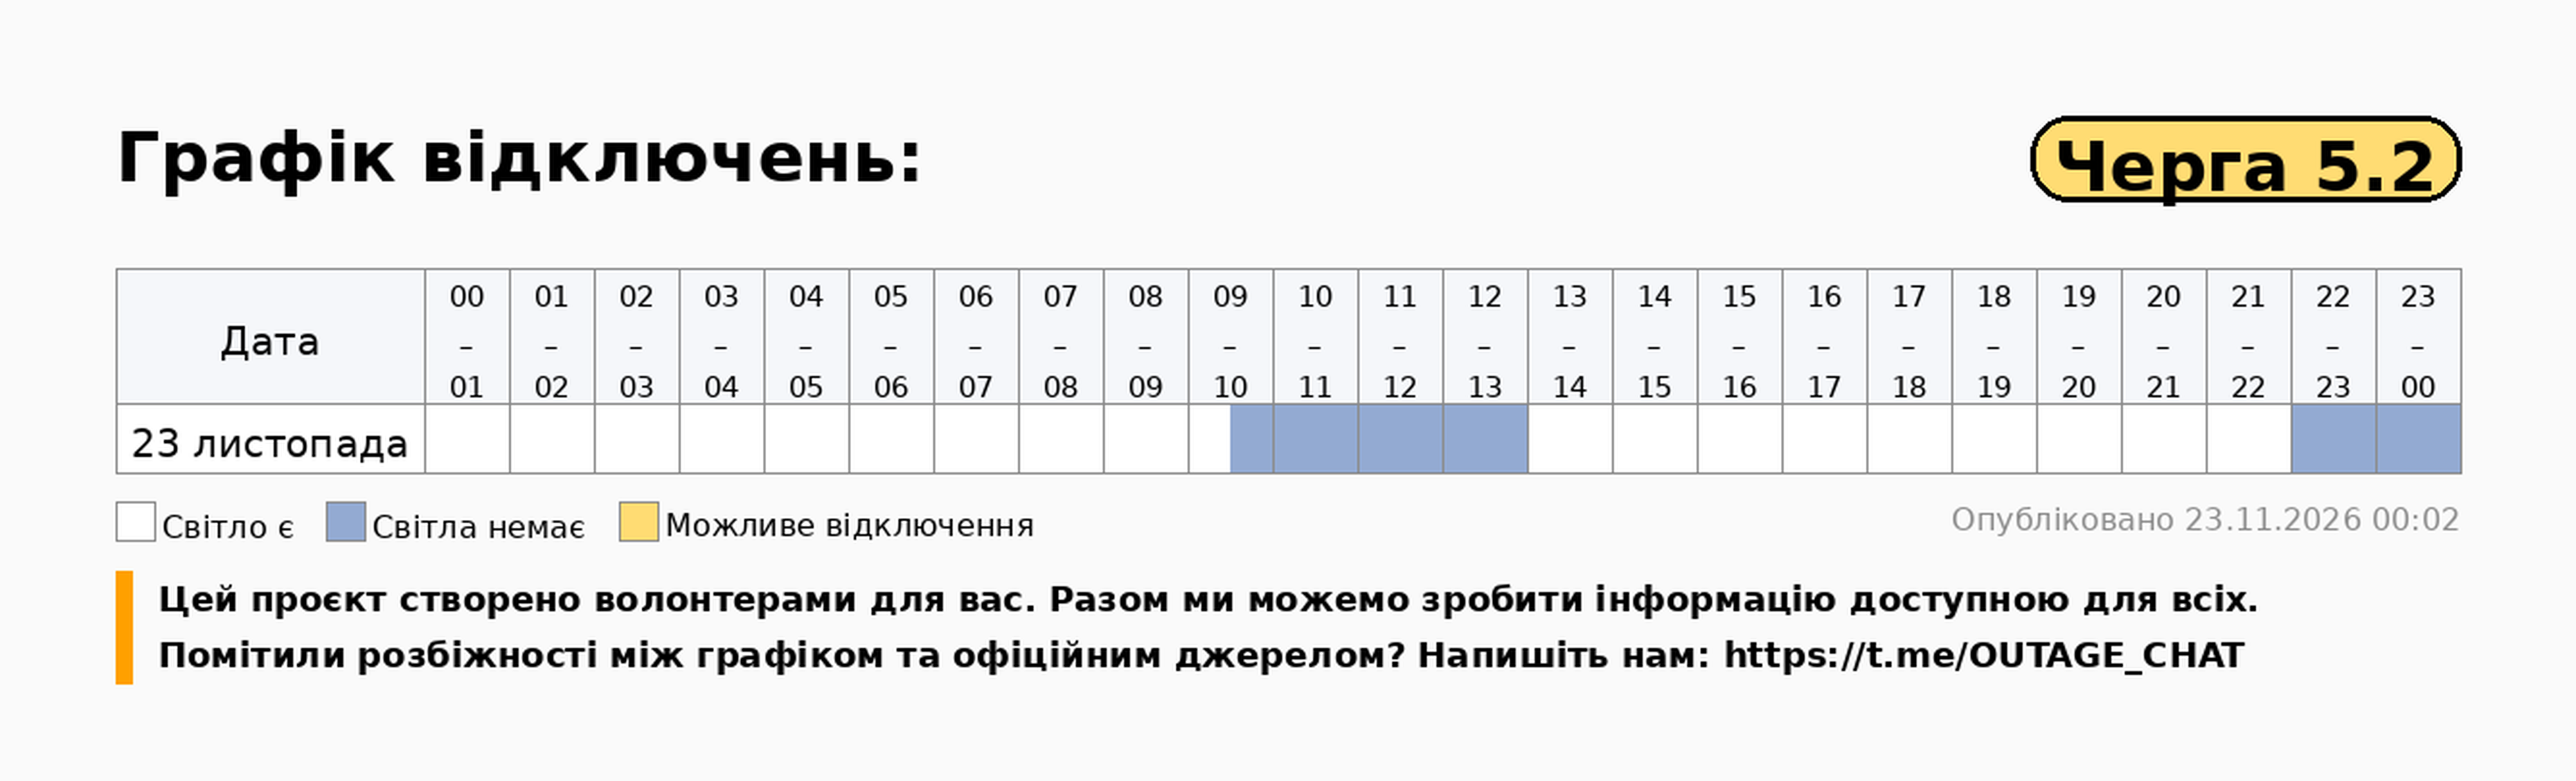 Графік відключень:
Черга 5.2
Дата 00 – 01 01 – 02 02 – 03 03 – 04 04 – 05 05 – 06 06 – 07 07 – 08 08 – 09 09 – 10 10 – 11 11 – 12 12 – 13 13 – 14 14 – 15 15 – 16 16 – 17 17 – 18 18 – 19 19 – 20 20 – 21 21 – 22 22 – 23 23 – 00
23 листопада
Світло є Світла немає Можливе відключення
Опубліковано 23.11.2026 00:02
Цей проєкт створено волонтерами для вас. Разом ми можемо зробити інформацію доступною для всіх.
Помітили розбіжності між графіком та офіційним джерелом? Напишіть нам: https://t.me/OUTAGE_CHAT